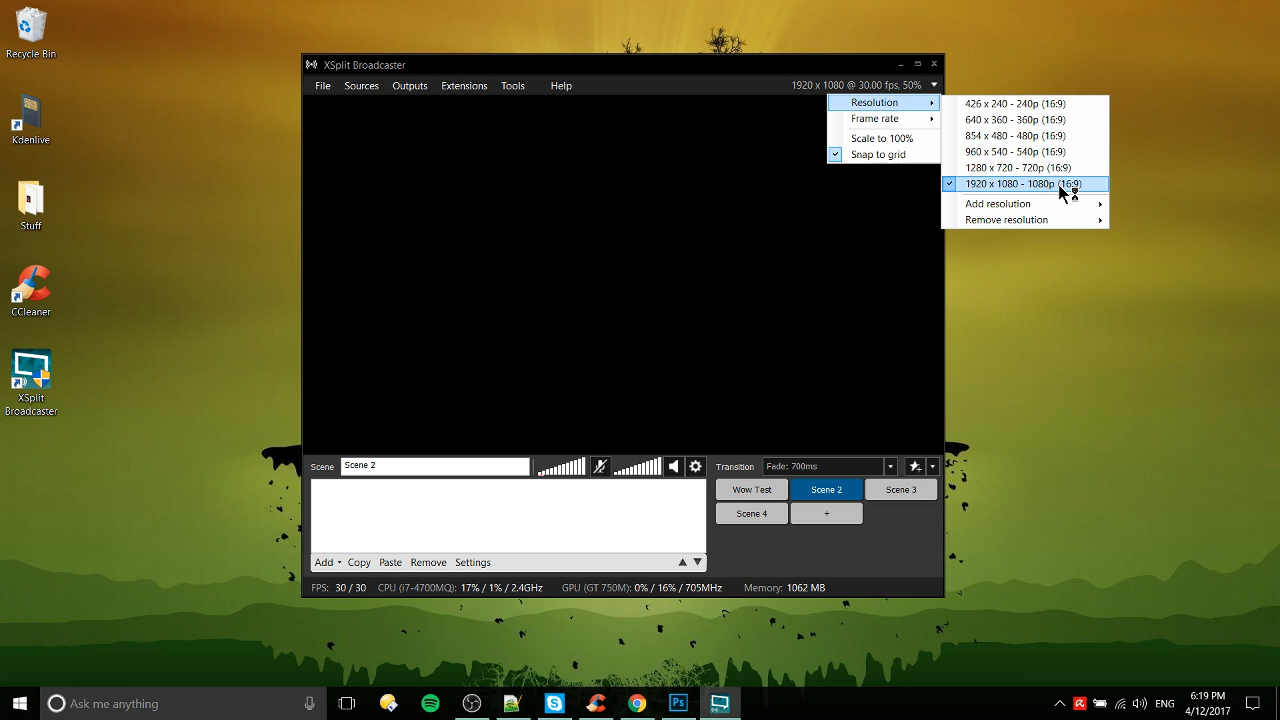 Recycle Bin
Kdenlive
Stuff
CCleaner
XSplit
Broadcaster
XSplit Broadcaster
File Sources Outputs Extensions Tools Help 1920 x 1080 @ 30.00 fps, 50%
Resolution
Frame rate
Scale to 100%
Snap to grid
426 x 240 - 240p (16:9)
640 x 360 - 360p (16:9)
854 x 480 - 480p (16:9)
960 x 540 - 540p (16:9)
1280 x 720 - 720p (16:9)
1920 x 1080 - 1080p (16:9)
Add resolution
Remove resolution
Scene Scene 2 Transition Fade: 700ms
Wow Test Scene 2 Scene 3
Scene 4 +
Add Copy Paste Remove Settings
FPS: 30 / 30 CPU (i7-4700MQ): 17% / 1% / 2.4GHz GPU (GT 750M): 0% / 16% / 705MHz Memory: 1062 MB
Ask me anything
Ps
ENG
6:19 PM
4/12/2017